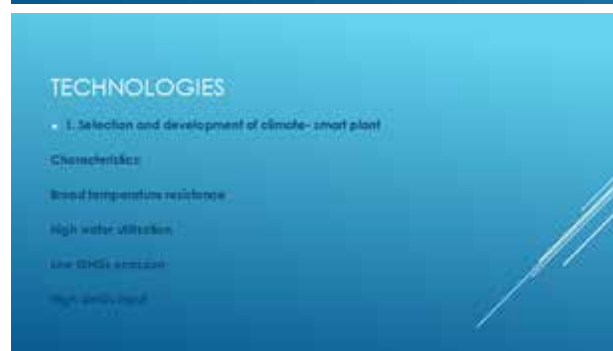 TECHNOLOGIES
1. Selection and development of climate- smart plant
Characteristics
Broad temperature resistance
High water utilization
Low GHGs emission
High GHGs input